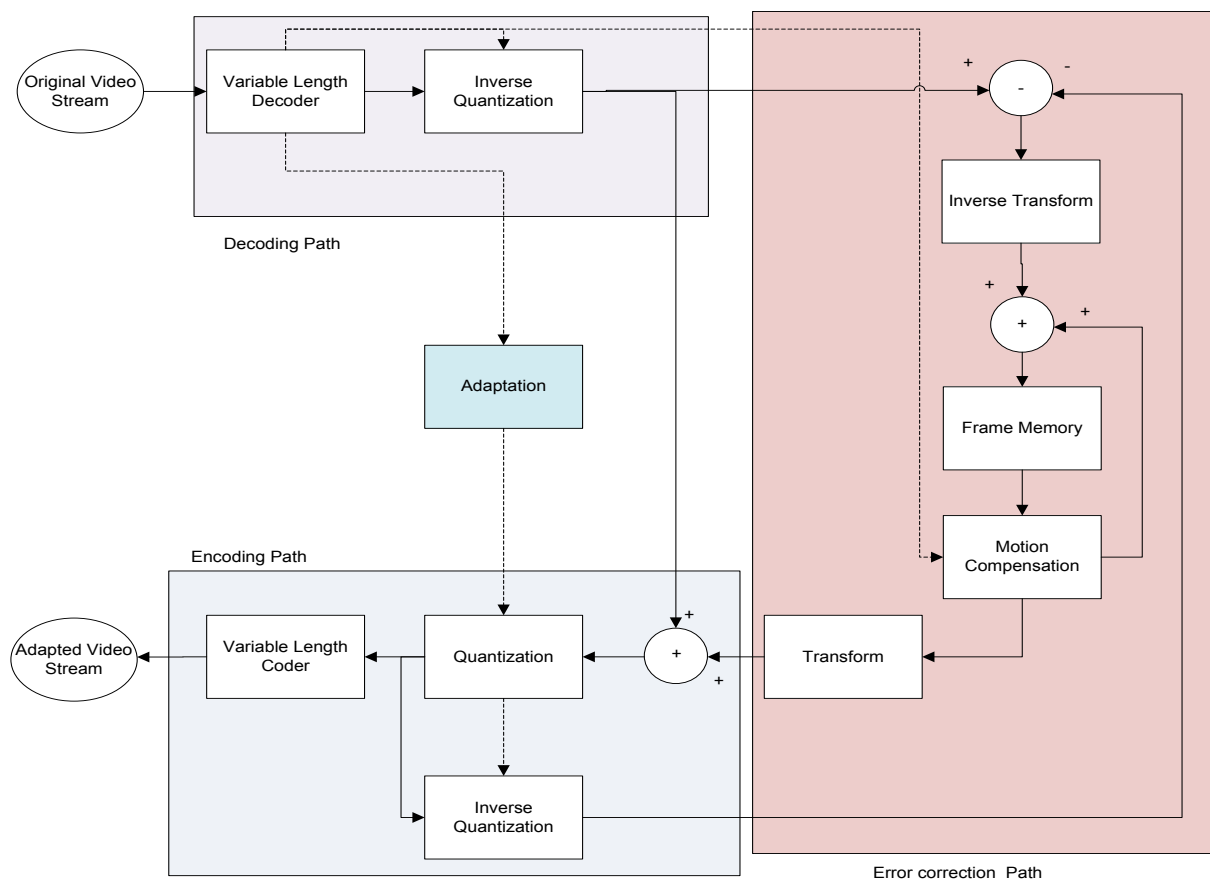 Original Video
Stream
Variable Length
Decoder
Inverse
Quantization
+
-
-
Inverse Transform
Decoding Path
+
+
+
Adaptation
Frame Memory
Motion
Compensation
Encoding Path
Adapted Video
Stream
Variable Length
Coder
Quantization
+
+
+
Transform
Inverse
Quantization
Error correction Path